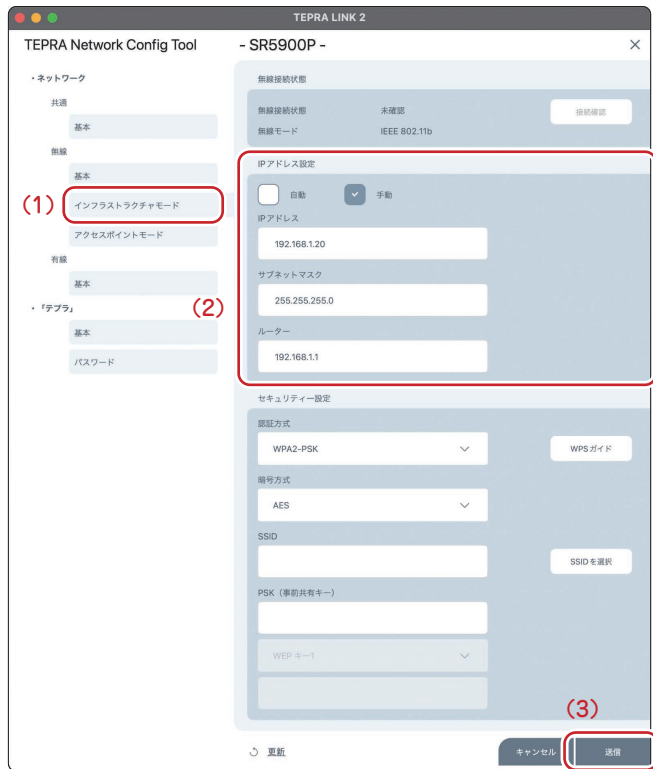 TEPRA LINK 2
TEPRA Network Config Tool
- SR5900P -
・ネットワーク
共通
基本
無線
基本
(1)
インフラストラクチャモード
アクセスポイントモード
有線
基本
・「テプラ」
基本
パスワード
無線接続状態
無線接続状態 未確認 接続確認
無線モード IEEE 802.11b
(2)
IPアドレス設定
自動 手動
IPアドレス
192.168.1.20
サブネットマスク
255.255.255.0
ルーター
192.168.1.1
セキュリティー設定
認証方式
WPA2-PSK WPSガイド
暗号方式
AES
SSID
SSIDを選択
PSK（事前共有キー）
WEP キー1
(3)
更新 キャンセル 送信